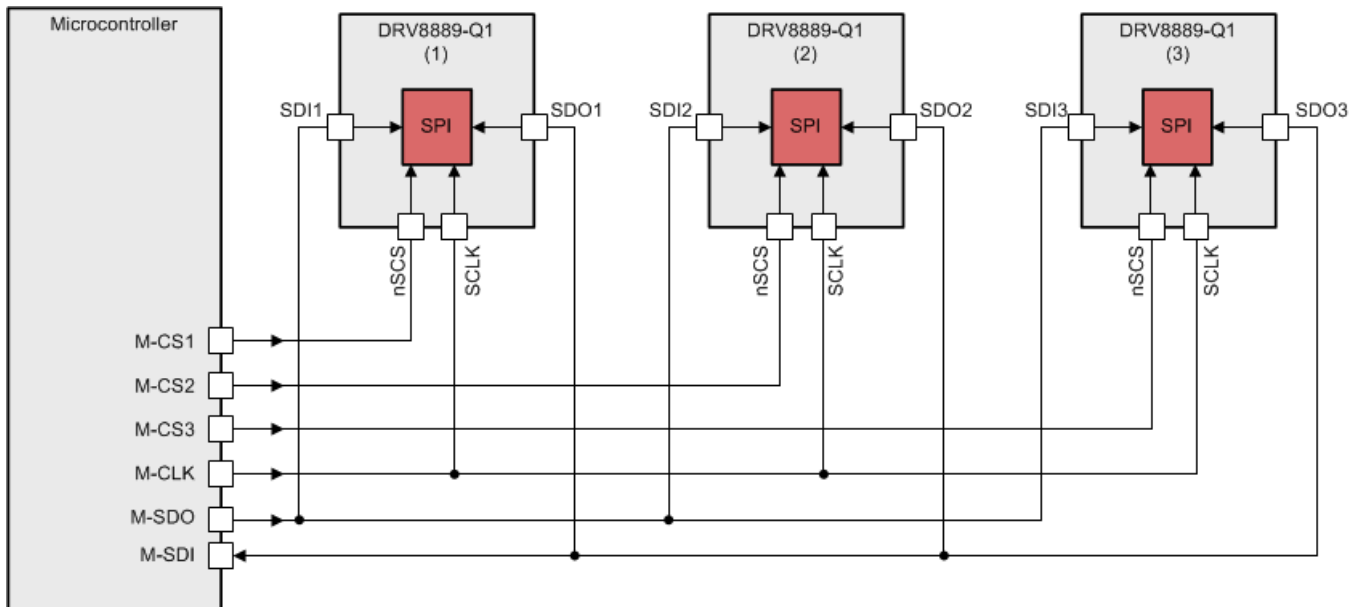 Microcontroller
DRV8889-Q1
(1)
DRV8889-Q1
(2)
DRV8889-Q1
(3)
SDI1
SPI
SDO1
SDI2
SPI
SDO2
SDI3
SPI
SDO3
nSCS
SCLK
nSCS
SCLK
nSCS
SCLK
M-CS1
M-CS2
M-CS3
M-CLK
M-SDO
M-SDI